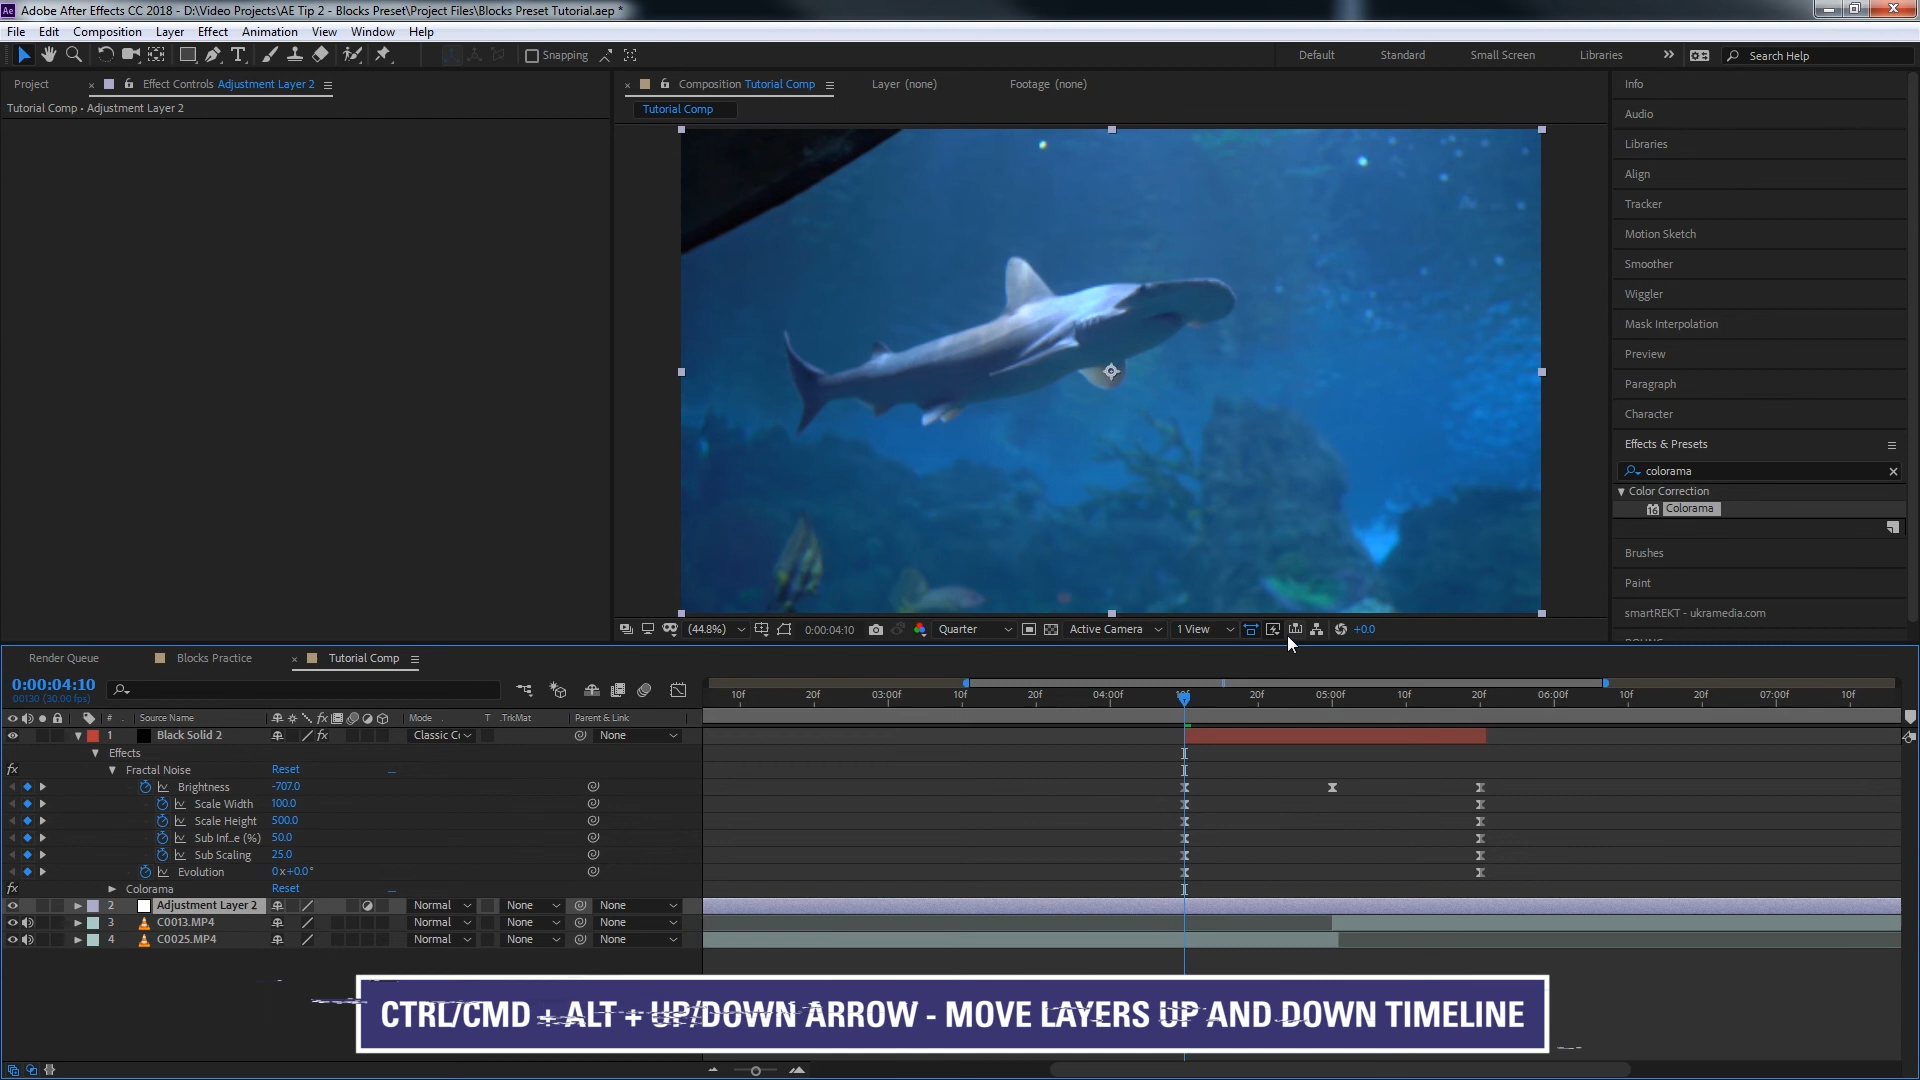 Adobe After Effects CC 2018 - D:\Video Projects\AE Tip 2 - Blocks Preset\Project Files\Blocks Preset Tutorial.aep *
File Edit Composition Layer Effect Animation View Window Help
Snapping Default Standard Small Screen Libraries » Search Help
Project × Effect Controls Adjustment Layer 2 × Composition Tutorial Comp Layer (none) Footage (none)
Tutorial Comp • Adjustment Layer 2
Tutorial Comp
Info
Audio
Libraries
Align
Tracker
Motion Sketch
Smoother
Wiggler
Mask Interpolation
Preview
Paragraph
Character
Effects & Presets
colorama
Color Correction
16 Colorama
Brushes
Paint
smartREKT - ukramedia.com
(44.8%) 0:00:04:10 Quarter Active Camera 1 View +0.0
Render Queue Blocks Practice × Tutorial Comp
0:00:04:10
00130 (30.00 fps)
10f 20f 03:00f 10f 20f 04:00f 10f 20f 05:00f 10f 20f 06:00f 10f 20f 07:00f 10f
# Source Name fx Mode T .TrkMat Parent & Link
1 Black Solid 2 fx Classic Cc None
Effects
fx Fractal Noise Reset
Brightness -707.0
Scale Width 100.0
Scale Height 500.0
Sub Inf...e (%) 50.0
Sub Scaling 25.0
Evolution 0x+0.0°
fx Colorama Reset
2 Adjustment Layer 2 Normal None None
3 C0013.MP4 Normal None None
4 C0025.MP4 Normal None None
CTRL/CMD + ALT + UP/DOWN ARROW - MOVE LAYERS UP AND DOWN TIMELINE